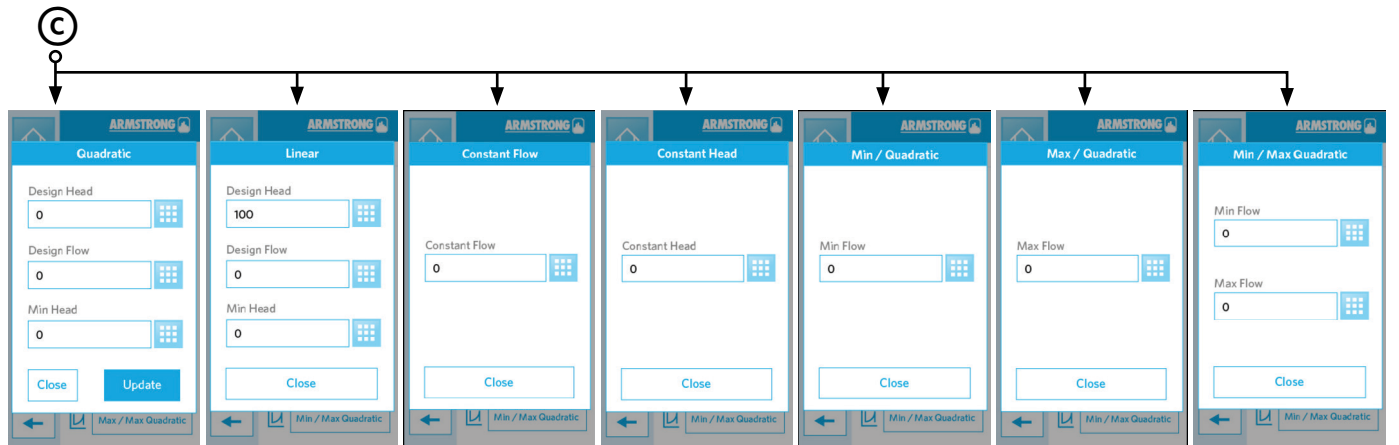 C
ARMSTRONG
Quadratic
Design Head
0
Design Flow
0
Min Head
0
Close
Update
Max / Max Quadratic
ARMSTRONG
Linear
Design Head
100
Design Flow
0
Min Head
0
Close
Min / Max Quadratic
ARMSTRONG
Constant Flow
Constant Flow
0
Close
Min / Max Quadratic
ARMSTRONG
Constant Head
Constant Head
0
Close
Min / Max Quadratic
ARMSTRONG
Min / Quadratic
Min Flow
0
Close
Min / Max Quadratic
ARMSTRONG
Max / Quadratic
Max Flow
0
Close
Min / Max Quadratic
ARMSTRONG
Min / Max Quadratic
Min Flow
0
Max Flow
0
Close
Min / Max Quadratic